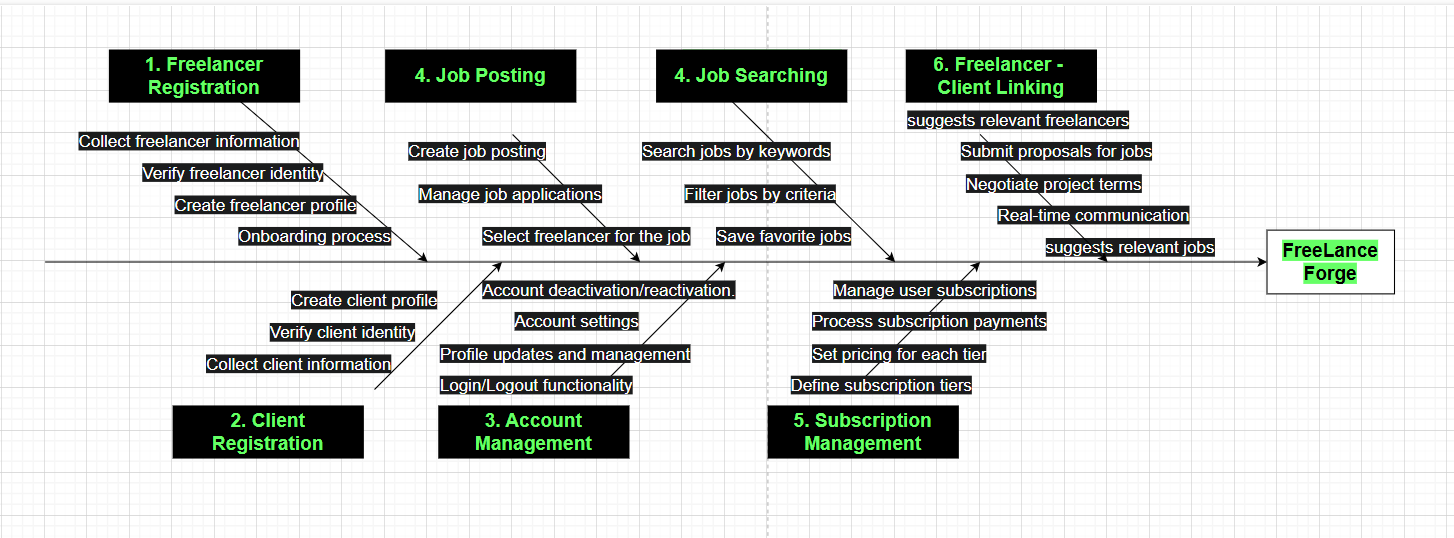 1. Freelancer
Registration
4. Job Posting
4. Job Searching
6. Freelancer -
Client Linking
Collect freelancer information
Verify freelancer identity
Create freelancer profile
Onboarding process
Create job posting
Manage job applications
Select freelancer for the job
Search jobs by keywords
Filter jobs by criteria
Save favorite jobs
suggests relevant freelancers
Submit proposals for jobs
Negotiate project terms
Real-time communication
suggests relevant jobs
FreeLance
Forge
Create client profile
Verify client identity
Collect client information
Account deactivation/reactivation.
Account settings
Profile updates and management
Login/Logout functionality
Manage user subscriptions
Process subscription payments
Set pricing for each tier
Define subscription tiers
2. Client
Registration
3. Account
Management
5. Subscription
Management